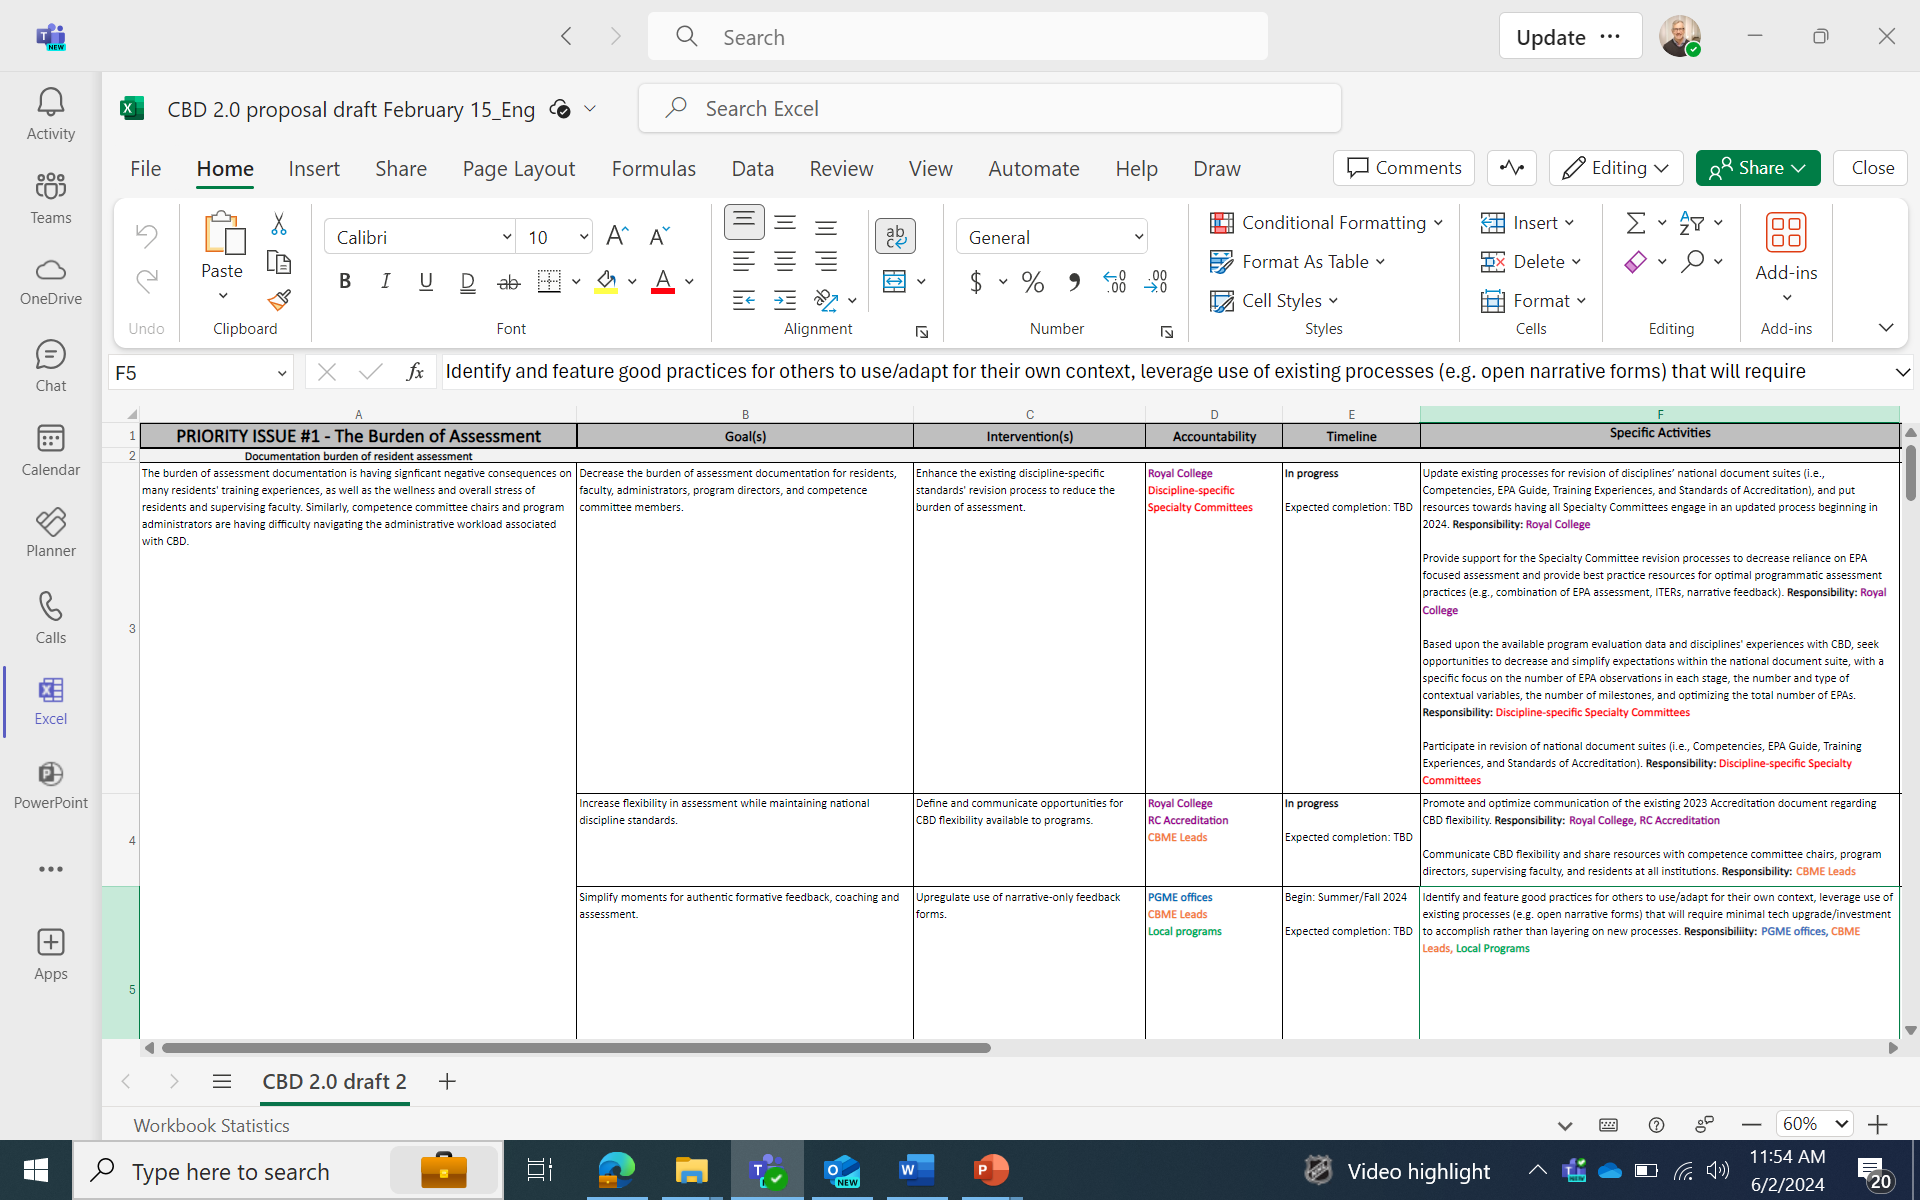 Search
Update
Activity
Teams
OneDrive
Chat
Calendar
Planner
Calls
Excel
PowerPoint
Apps
CBD 2.0 proposal draft February 15_Eng
Search Excel
File Home Insert Share Page Layout Formulas Data Review View Automate Help Draw
Comments Editing Share Close
Undo
Paste
Clipboard
Calibri 10
B I U D ab
Font
ab
Alignment
General
$ % 9 .00
Number
Conditional Formatting
Format As Table
Cell Styles
Styles
Insert
Delete
Format
Cells
Editing
Add-ins
Add-ins
F5 fx Identify and feature good practices for others to use/adapt for their own context, leverage use of existing processes (e.g. open narrative forms) that will require
A B C D E F
1 PRIORITY ISSUE #1 - The Burden of Assessment Goal(s) Intervention(s) Accountability Timeline Specific Activities
2 Documentation burden of resident assessment
3
The burden of assessment documentation is having signficant negative consequences on
many residents' training experiences, as well as the wellness and overall stress of
residents and supervising faculty. Similarly, competence committee chairs and program
administrators are having difficulty navigating the administrative workload associated
with CBD.
Decrease the burden of assessment documentation for residents,
faculty, administrators, program directors, and competence
committee members.
Enhance the existing discipline-specific
standards' revision process to reduce the
burden of assessment.
Royal College
Discipline-specific
Specialty Committees
In progress
Expected completion: TBD
Update existing processes for revision of disciplines' national document suites (i.e.,
Competencies, EPA Guide, Training Experiences, and Standards of Accreditation), and put
resources towards having all Specialty Committees engage in an updated process beginning in
2024. Responsibility: Royal College
Provide support for the Specialty Committee revision processes to decrease reliance on EPA
focused assessment and provide best practice resources for optimal programmatic assessment
practices (e.g., combination of EPA assessment, ITERs, narrative feedback). Responsibility: Royal
College
Based upon the available program evaluation data and disciplines' experiences with CBD, seek
opportunities to decrease and simplify expectations within the national document suite, with a
specific focus on the number of EPA observations in each stage, the number and type of
contextual variables, the number of milestones, and optimizing the total number of EPAs.
Responsibility: Discipline-specific Specialty Committees
Participate in revision of national document suites (i.e., Competencies, EPA Guide, Training
Experiences, and Standards of Accreditation). Responsibility: Discipline-specific Specialty
Committees
4
Increase flexibility in assessment while maintaining national
discipline standards.
Define and communicate opportunities for
CBD flexibility available to programs.
Royal College
RC Accreditation
CBME Leads
In progress
Expected completion: TBD
Promote and optimize communication of the existing 2023 Accreditation document regarding
CBD flexibility. Responsibility: Royal College, RC Accreditation
Communicate CBD flexibility and share resources with competence committee chairs, program
directors, supervising faculty, and residents at all institutions. Responsibility: CBME Leads
5
Simplify moments for authentic formative feedback, coaching and
assessment.
Upregulate use of narrative-only feedback
forms.
PGME offices
CBME Leads
Local programs
Begin: Summer/Fall 2024
Expected completion: TBD
Identify and feature good practices for others to use/adapt for their own context, leverage use of
existing processes (e.g. open narrative forms) that will require minimal tech upgrade/investment
to accomplish rather than layering on new processes. Responsibiliity: PGME offices, CBME
Leads, Local Programs
CBD 2.0 draft 2
Workbook Statistics
60%
Type here to search
Video highlight
11:54 AM
6/2/2024
20